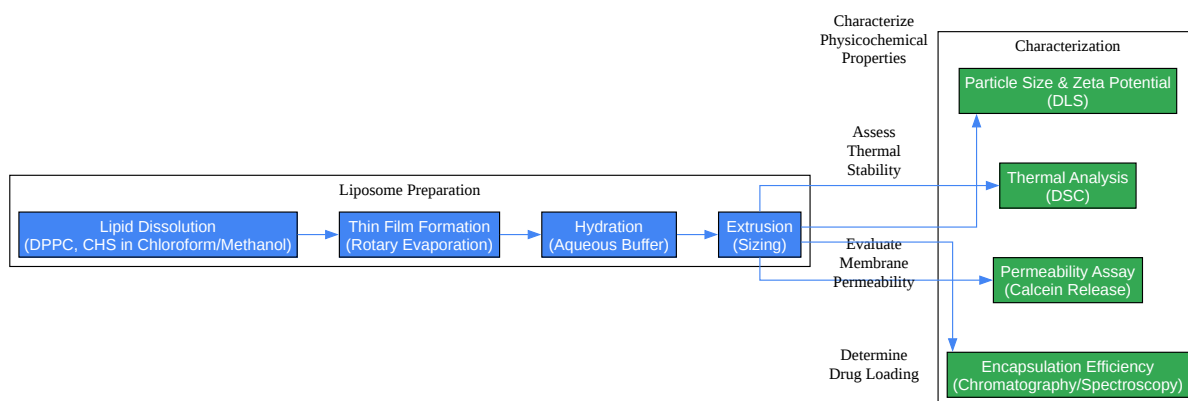 Characterize
Physicochemical
Properties
Characterization
Particle Size & Zeta Potential
(DLS)
Assess
Thermal
Stability
Thermal Analysis
(DSC)
Liposome Preparation
Lipid Dissolution
(DPPC, CHS in Chloroform/Methanol)
Thin Film Formation
(Rotary Evaporation)
Hydration
(Aqueous Buffer)
Extrusion
(Sizing)
Evaluate
Membrane
Permeability
Permeability Assay
(Calcein Release)
Determine
Drug Loading
Encapsulation Efficiency
(Chromatography/Spectroscopy)